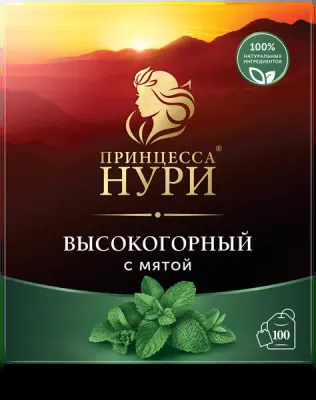 100%
НАТУРАЛЬНЫХ
ИНГРЕДИЕНТОВ
ПРИНЦЕССА®
НУРИ
ВЫСОКОГОРНЫЙ
С МЯТОЙ
100